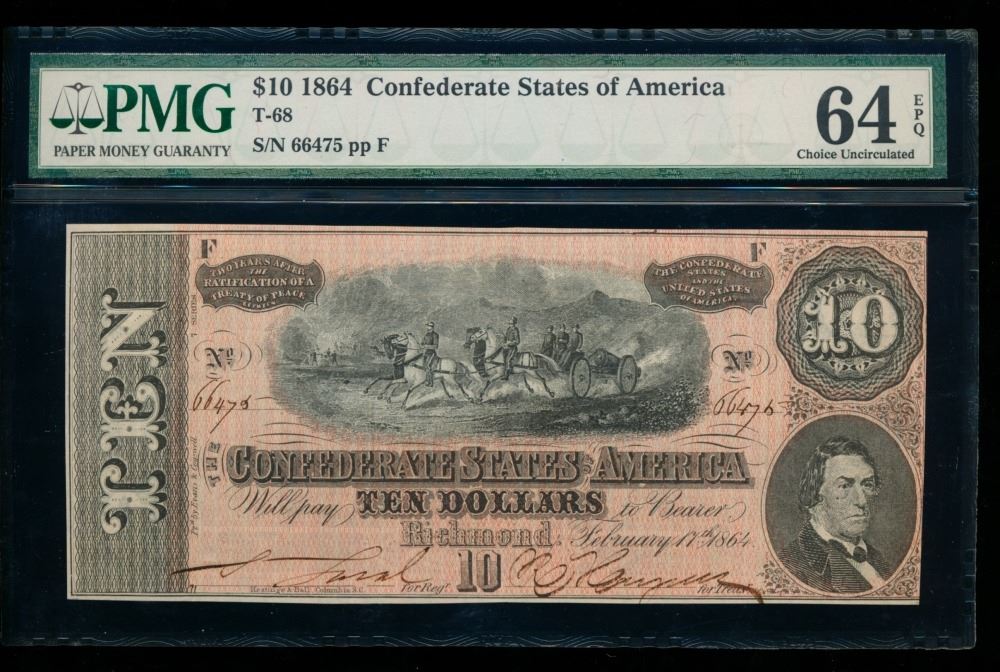 $10 1864 Confederate States of America
T-68
S/N 66475 pp F
PMG
PAPER MONEY GUARANTY
64 EPQ
Choice Uncirculated
F
F
TWO YEARS AFTER
THE
RATIFICATION OF A
TREATY OF PEACE
BETWEEN
THE CONFEDERATE
STATES
AND THE
UNITED STATES
OF AMERICA.
TEN
SERIES
10
No
No
66475
66475
THE
CONFEDERATE STATES OF AMERICA
Will pay TEN DOLLARS to Bearer
Richmond. February 17th 1864
10
for Regr.
for Treas.